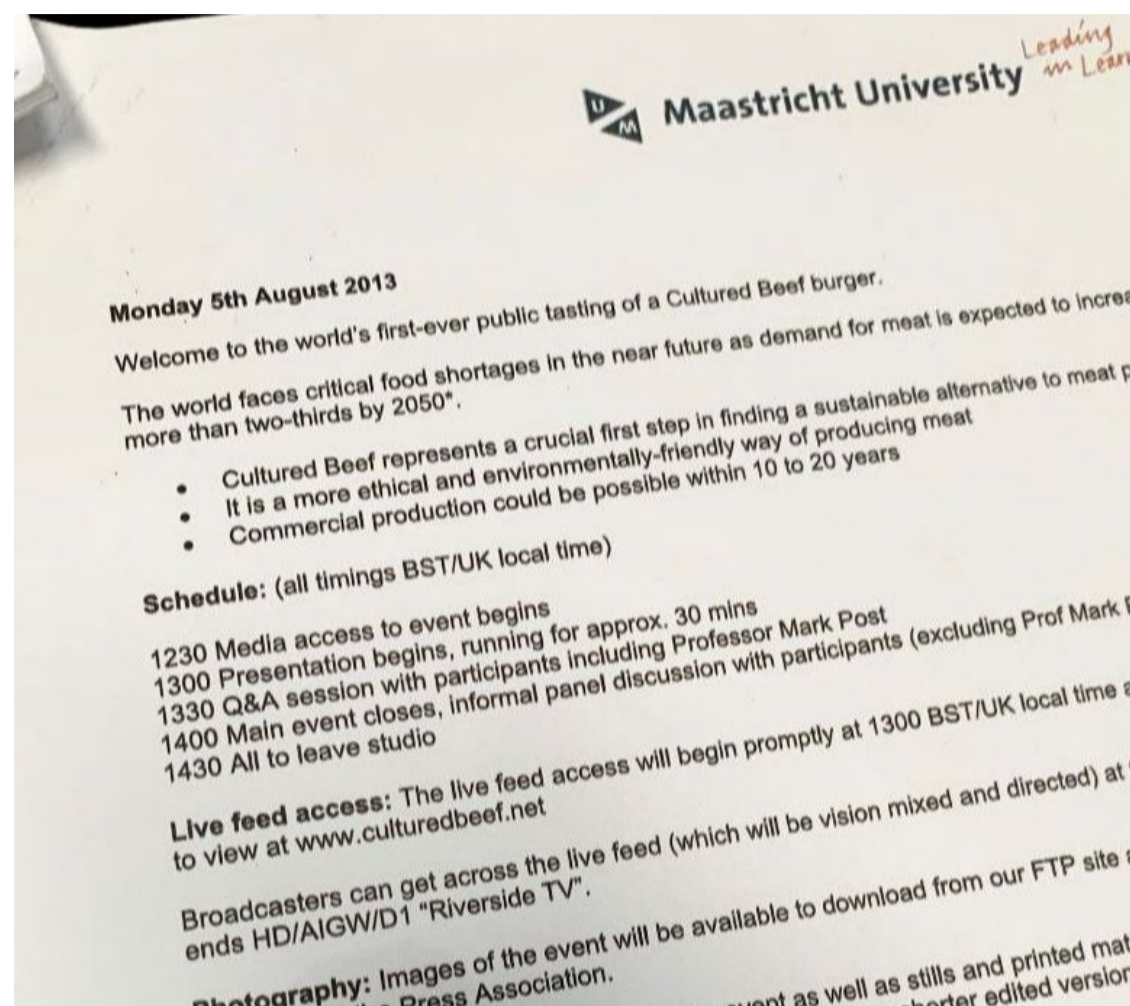 Leading
in
UM
Maastricht University
Monday 5th August 2013
Welcome to the world's first-ever public tasting of a Cultured Beef burger.
The world faces critical food shortages in the near future as demand for meat is expected to
more than two-thirds by 2050*.
• Cultured Beef represents a crucial first step in finding a sustainable alternative to meat
• It is a more ethical and environmentally-friendly way of producing meat
• Commercial production could be possible within 10 to 20 years
Schedule: (all timings BST/UK local time)
1230 Media access to event begins
1300 Presentation begins, running for approx. 30 mins
1330 Q&A session with participants including Professor Mark Post
1400 Main event closes, informal panel discussion with participants (excluding Prof Mark
1430 All to leave studio
Live feed access: The live feed access will begin promptly at 1300 BST/UK local time
to view at www.culturedbeef.net
Broadcasters can get across the live feed (which will be vision mixed and directed) at
ends HD/AIGW/D1 "Riverside TV".
Images of the event will be available to download from our FTP site
Press Association.
as well as stills and printed
edited